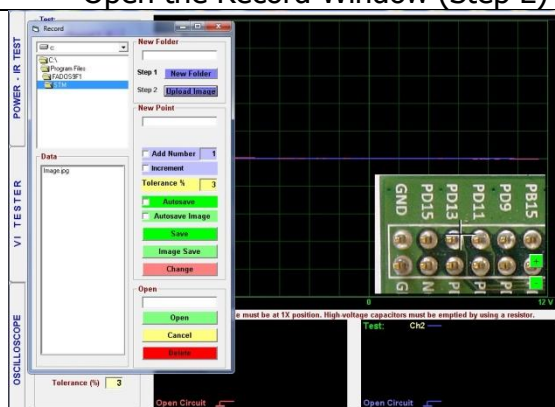 Open the Record Window (Step 2)
Test:
Record
c:
C:\
Program Files
FADOS9F1
STM
New Folder
Step 1 New Folder
Step 2 Upload Image
New Point
Add Number 1
Increment
Tolerance % 3
Autosave
Autosave Image
Save
Image Save
Change
Data
Image.jpg
Open
Open
Cancel
Delete
POWER - IR TEST
VI TESTER
OSCILLOSCOPE
GND PD15 PD13 PD11 PD9 PB15
+
-
0 12 V
e must be at 1X position. High-voltage capacitors must be emptied by using a resistor.
Test: Ch2
Tolerance (%) 3
Open Circuit
Open Circuit